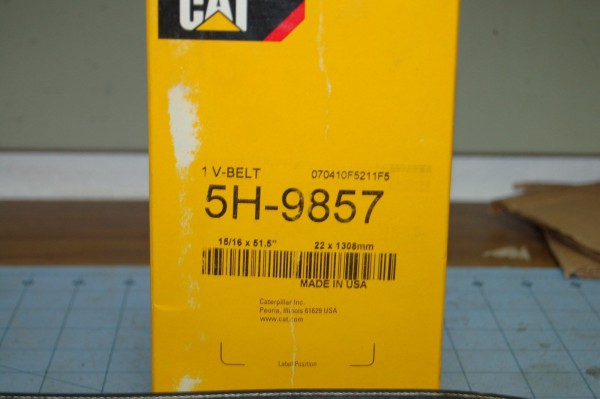 CAT
1 V-BELT 070410F5211F5
5H-9857
15/16 x 51.5" 22 x 1308mm
MADE IN USA
Caterpillar Inc.
Peoria, Illinois 61629 USA
www.cat.com
Label Position